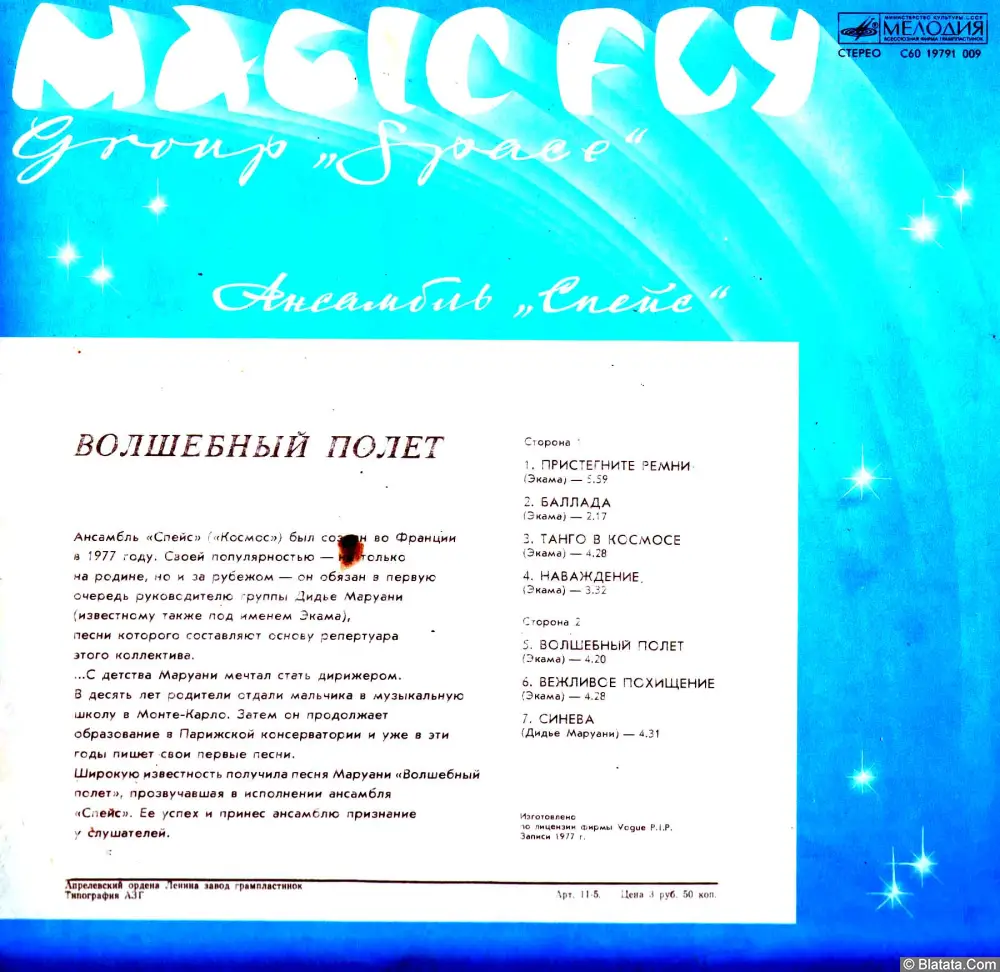 MAGIC FLY
МИНИСТЕРСТВО КУЛЬТУРЫ СССР
МЕЛОДИЯ
ВСЕСОЮЗНАЯ ФИРМА ГРАМПЛАСТИНОК
СТЕРЕО С60 19791 009
Group „Space“
Ансамбль „Спейс“
ВОЛШЕБНЫЙ ПОЛЕТ
Ансамбль «Спейс» («Космос») был во Франции
в 1977 году. Своей популярностью — только
на родине, но и за рубежом — он обязан в первую
очередь руководителю группы Дидье Маруани
(известному также под именем Экама),
песни которого составляют основу репертуара
этого коллектива.
...С детства Маруани мечтал стать дирижером.
В десять лет родители отдали мальчика в музыкальную
школу в Монте-Карло. Затем он продолжает
образование в Парижской консерватории и уже в эти
годы пишет свои первые песни.
Широкую известность получила песня Маруани «Волшебный
полет», прозвучавшая в исполнении ансамбля
«Спейс». Ее успех и принес ансамблю признание
у слушателей.
Сторона 1
1. ПРИСТЕГНИТЕ РЕМНИ
(Экама) — 5.59
2. БАЛЛАДА
(Экама) — 2.17
3. ТАНГО В КОСМОСЕ
(Экама) — 4.28
4. НАВАЖДЕНИЕ
(Экама) — 3.32
Сторона 2
5. ВОЛШЕБНЫЙ ПОЛЕТ
(Экама) — 4.20
6. ВЕЖЛИВОЕ ПОХИЩЕНИЕ
(Экама) — 4.28
7. СИНЕВА
(Дидье Маруани) — 4.31
Изготовлено
по лицензии фирмы Vogue P.I.P.
Записи 1977 г.
Апрелевский ордена Ленина завод грампластинок
Типография АЗГ
Арт. 11-5. Цена 3 руб. 50 коп.
© Blatata.Com